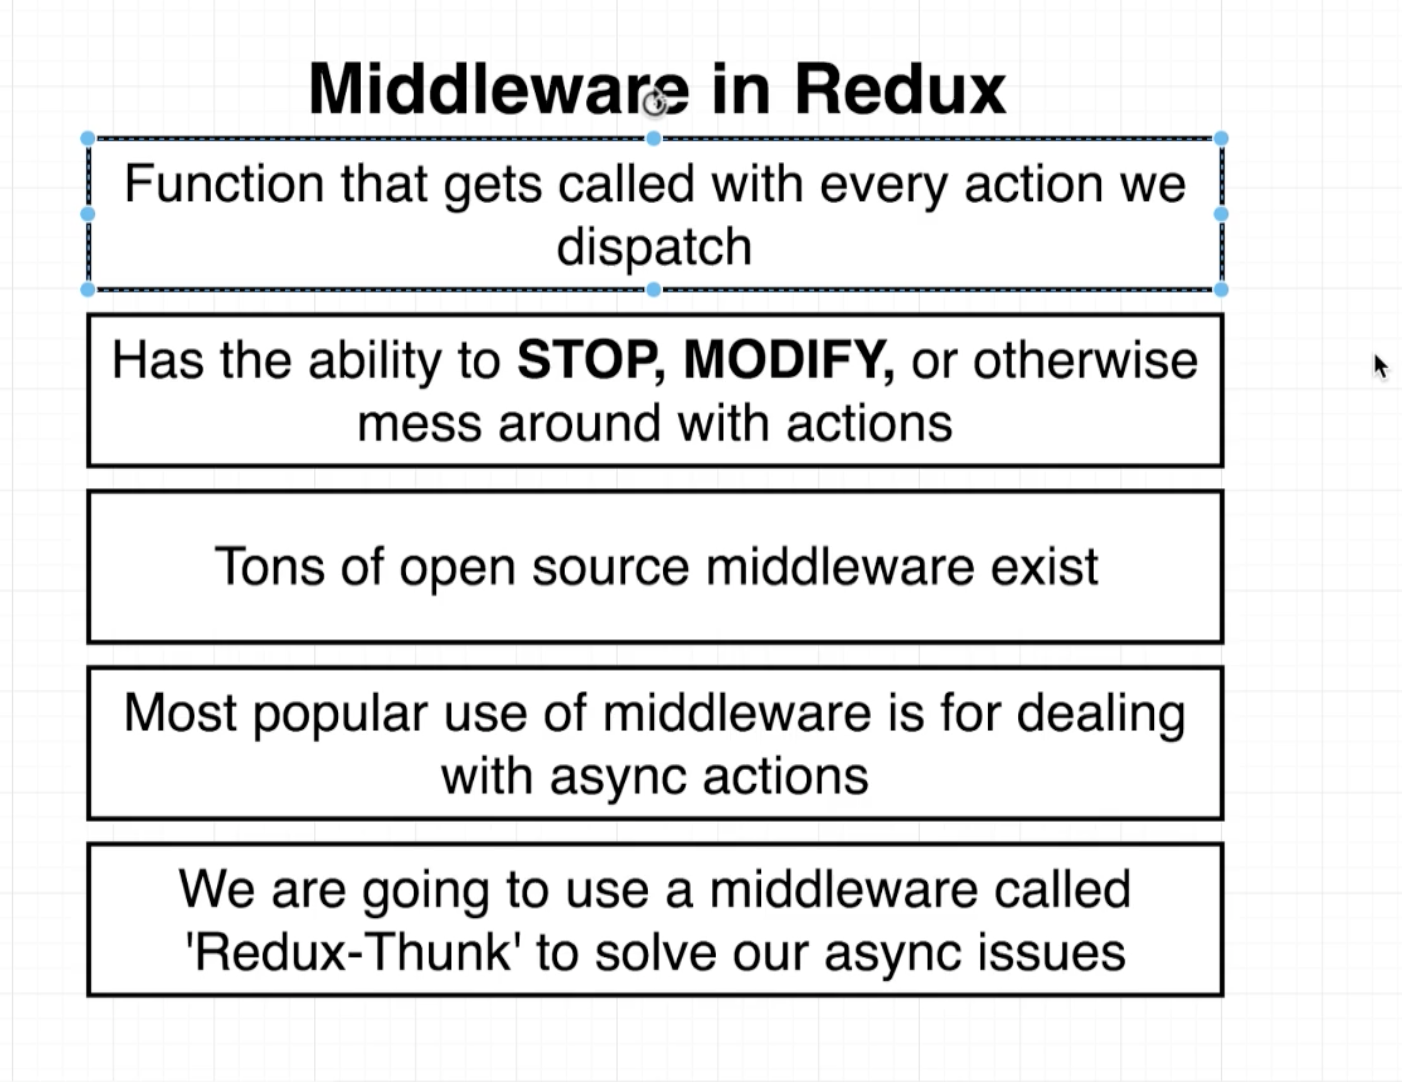 Middleware in Redux
Function that gets called with every action we
dispatch
Has the ability to STOP, MODIFY, or otherwise
mess around with actions
Tons of open source middleware exist
Most popular use of middleware is for dealing
with async actions
We are going to use a middleware called
'Redux-Thunk' to solve our async issues